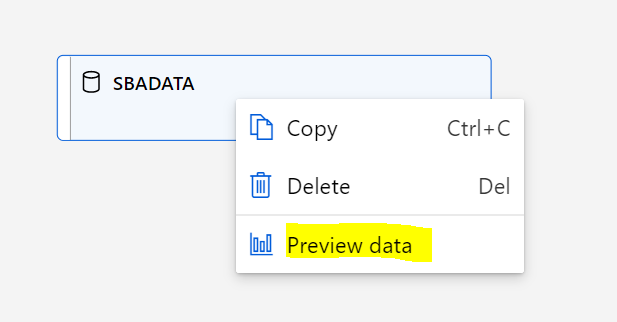 SBADATA
Copy Ctrl+C
Delete Del
Preview data